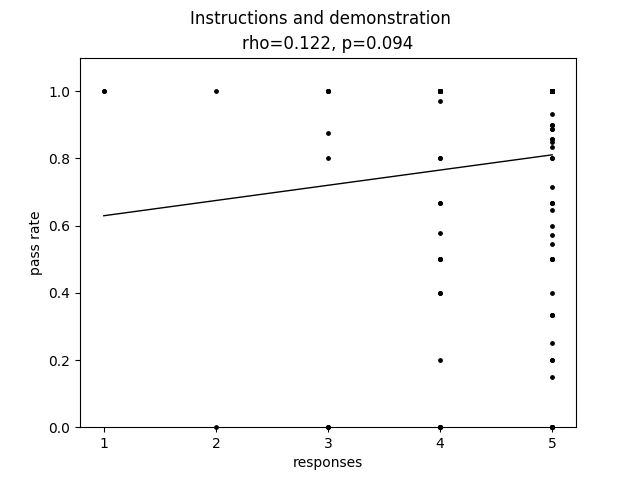 Instructions and demonstration
rho=0.122, p=0.094
1.0
0.8
0.6
0.4
0.2
0.0
pass rate
1 2 3 4 5
responses